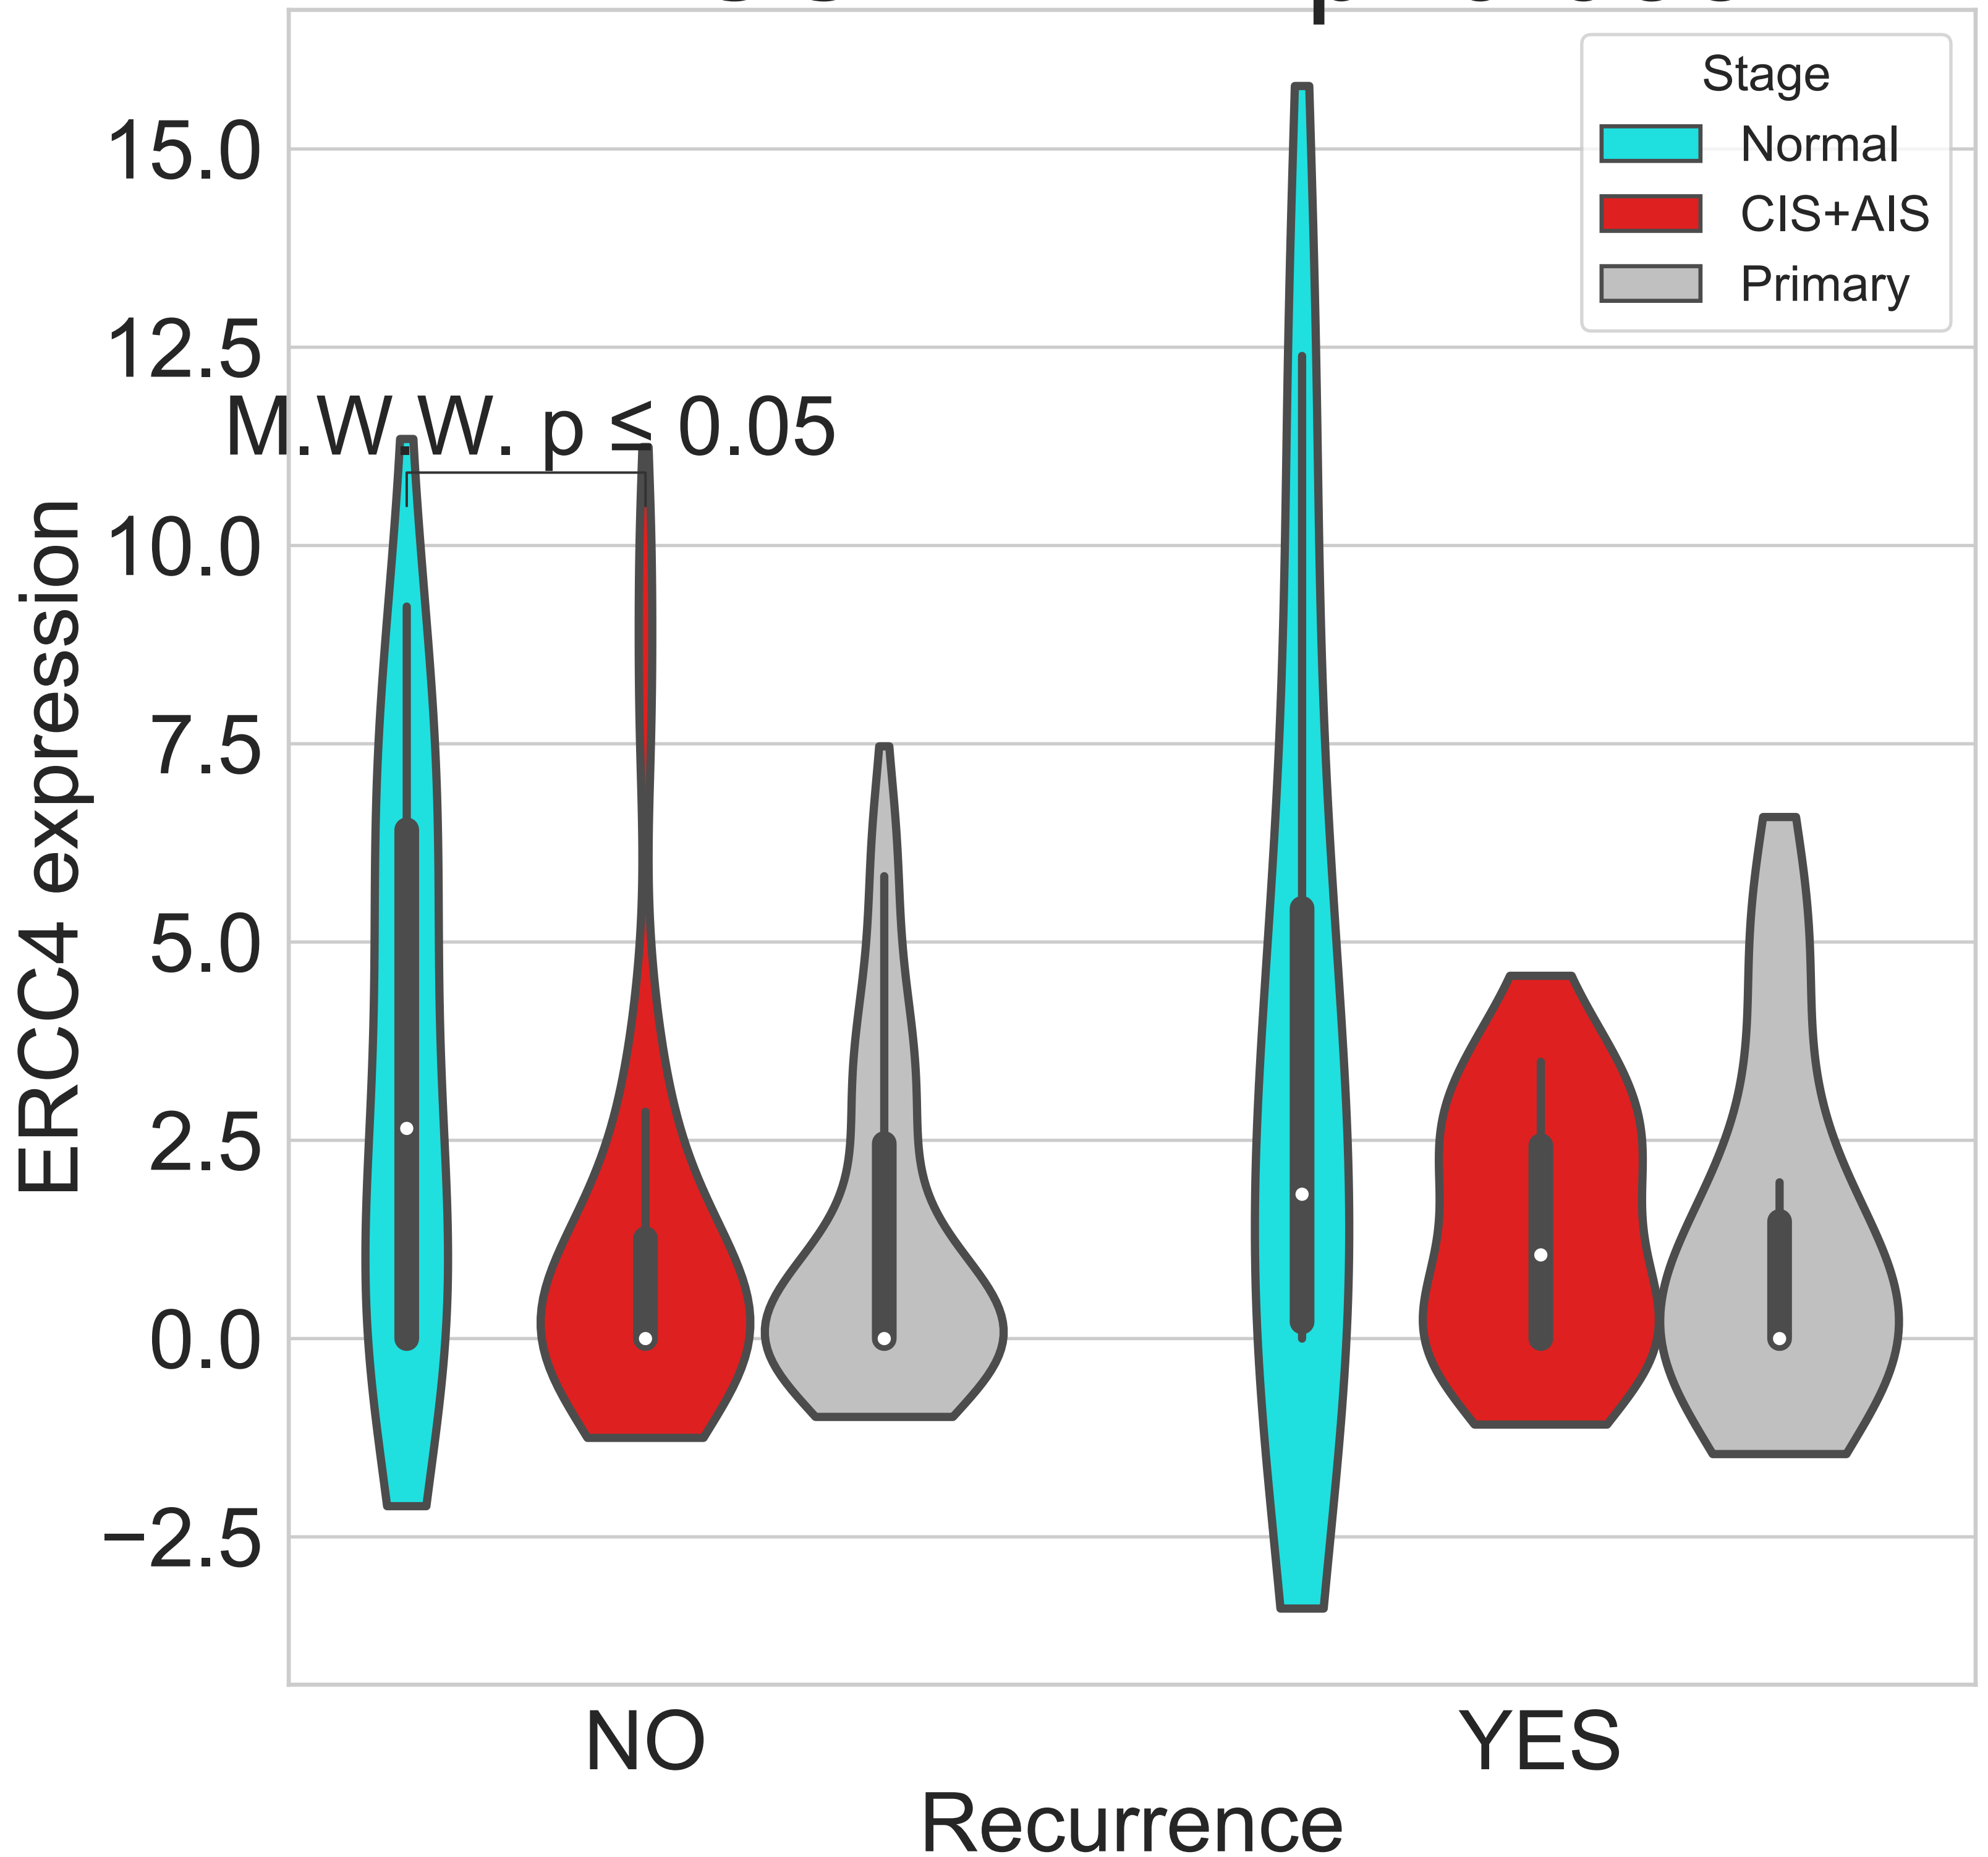 Stage
Normal
CIS+AIS
Primary
15.0
12.5
M.W.W. p ≤ 0.05
10.0
7.5
5.0
2.5
0.0
−2.5
ERCC4 expression
NO
YES
Recurrence